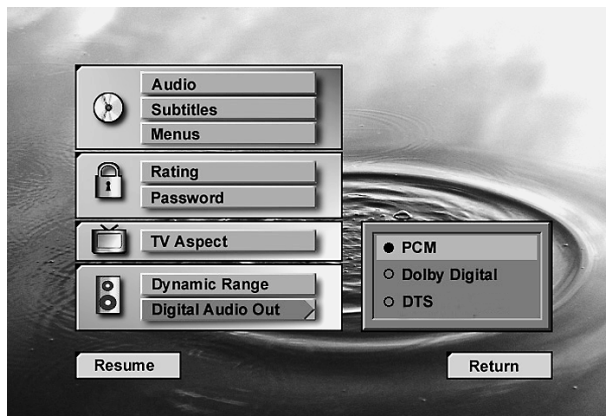 Audio
Subtitles
Menus
Rating
Password
TV Aspect
Dynamic Range
Digital Audio Out
PCM
Dolby Digital
DTS
Resume
Return